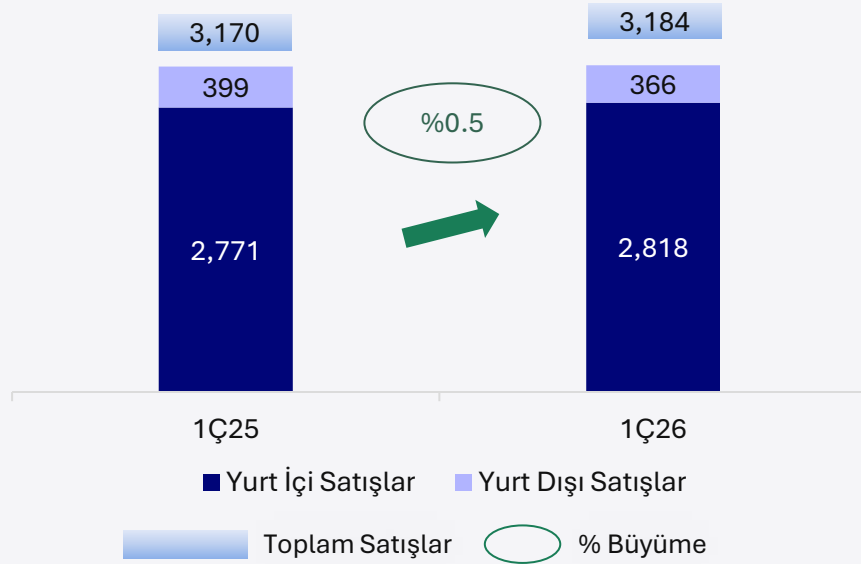 3,170
3,184
399
366
%0.5
2,771
2,818
1Ç25
1Ç26
Yurt İçi Satışlar
Yurt Dışı Satışlar
Toplam Satışlar
% Büyüme